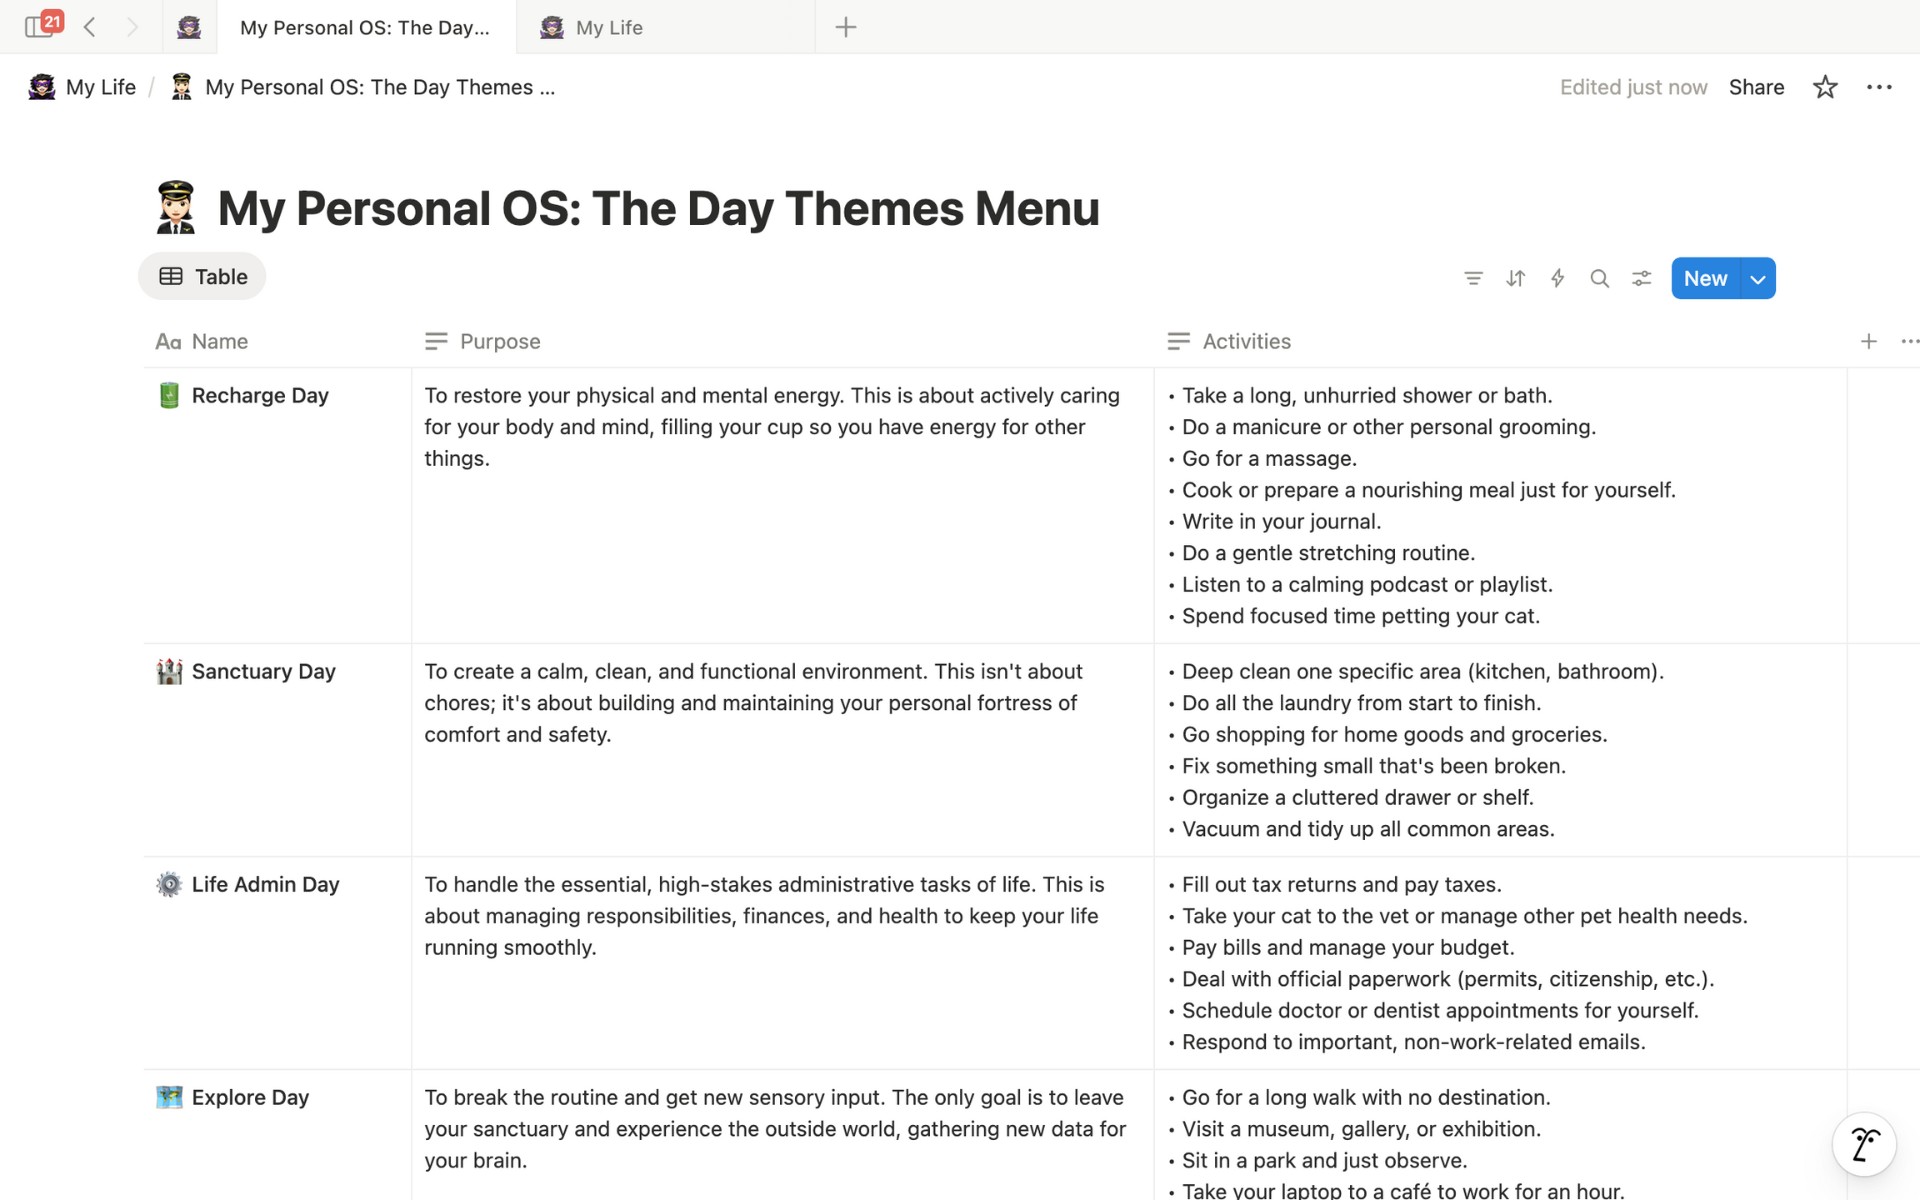 21
My Personal OS: The Day...
My Life
My Life / My Personal OS: The Day Themes ...
Edited just now
Share
My Personal OS: The Day Themes Menu
Table
New
Aa Name
Purpose
Activities
Recharge Day
To restore your physical and mental energy. This is about actively caring
for your body and mind, filling your cup so you have energy for other
things.
• Take a long, unhurried shower or bath.
• Do a manicure or other personal grooming.
• Go for a massage.
• Cook or prepare a nourishing meal just for yourself.
• Write in your journal.
• Do a gentle stretching routine.
• Listen to a calming podcast or playlist.
• Spend focused time petting your cat.
Sanctuary Day
To create a calm, clean, and functional environment. This isn't about
chores; it's about building and maintaining your personal fortress of
comfort and safety.
• Deep clean one specific area (kitchen, bathroom).
• Do all the laundry from start to finish.
• Go shopping for home goods and groceries.
• Fix something small that's been broken.
• Organize a cluttered drawer or shelf.
• Vacuum and tidy up all common areas.
Life Admin Day
To handle the essential, high-stakes administrative tasks of life. This is
about managing responsibilities, finances, and health to keep your life
running smoothly.
• Fill out tax returns and pay taxes.
• Take your cat to the vet or manage other pet health needs.
• Pay bills and manage your budget.
• Deal with official paperwork (permits, citizenship, etc.).
• Schedule doctor or dentist appointments for yourself.
• Respond to important, non-work-related emails.
Explore Day
To break the routine and get new sensory input. The only goal is to leave
your sanctuary and experience the outside world, gathering new data for
your brain.
• Go for a long walk with no destination.
• Visit a museum, gallery, or exhibition.
• Sit in a park and just observe.
• Take your laptop to a café to work for an hour.